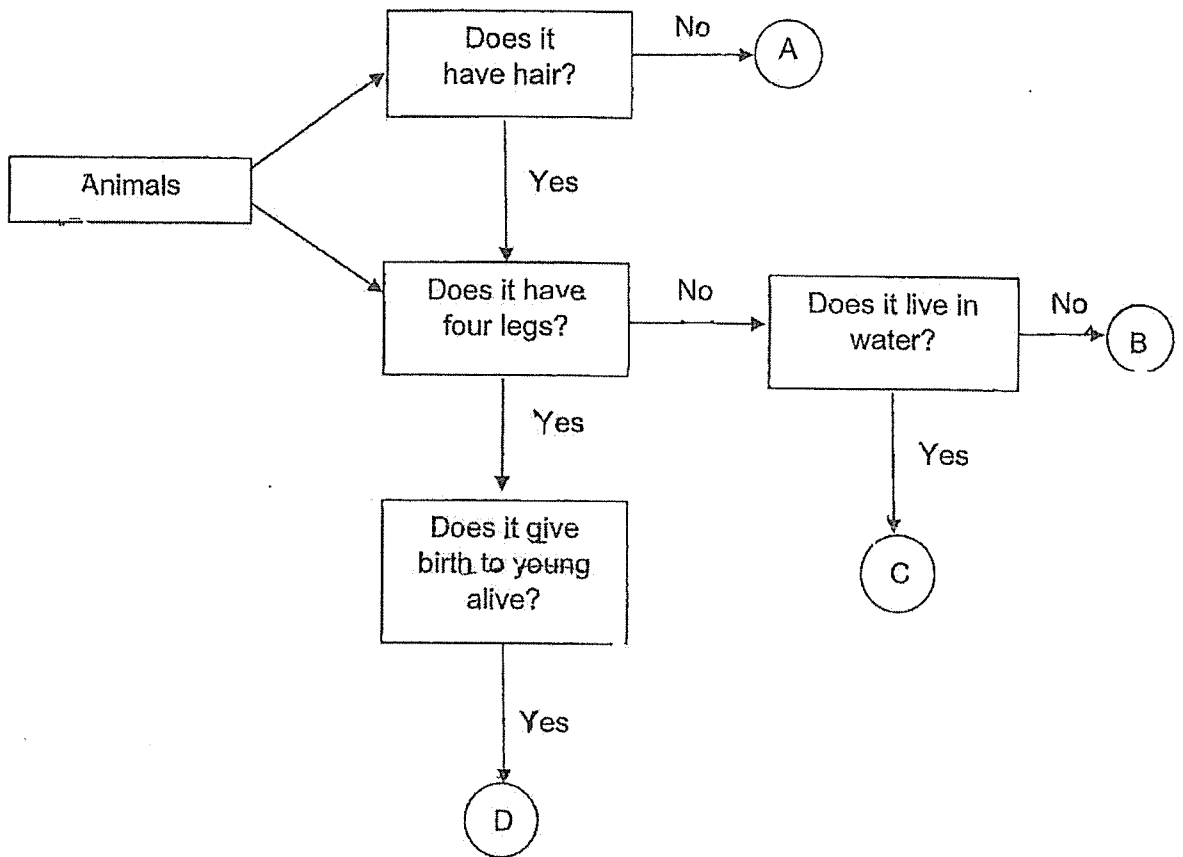 Does it
have hair?
No
A
Animals
Yes
Does it have
four legs?
No
Does it live in
water?
No
B
Yes
Yes
Does it give
birth to young
alive?
C
Yes
D